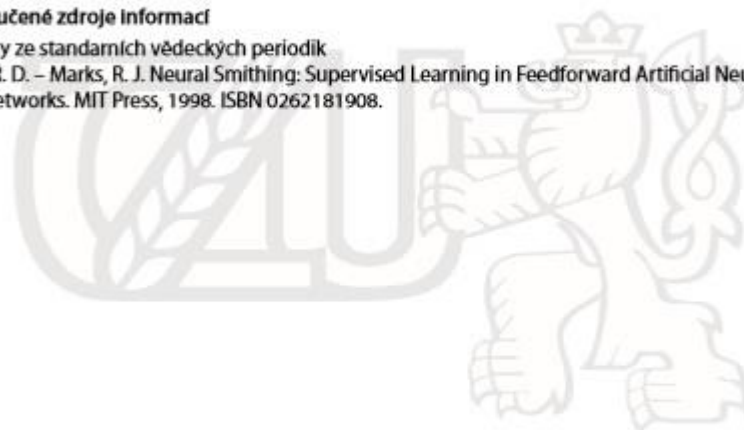 učené zdroje informací
y ze standarních vědeckých periodik
R. D. – Marks, R. J. Neural Smithing: Supervised Learning in Feedforward Artificial Neu
etworks. MIT Press, 1998. ISBN 0262181908.
ČZU